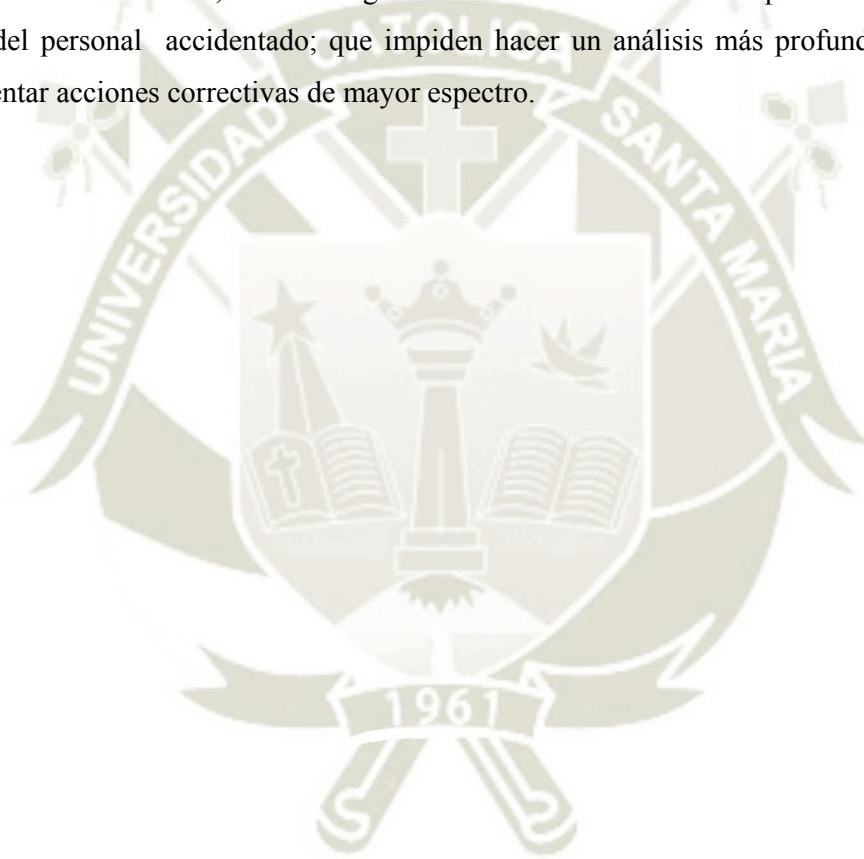 del personal accidentado; que impiden hacer un análisis más profund
entar acciones correctivas de mayor espectro.
UNIVERSIDAD CATOLICA SANTA MARIA
1961